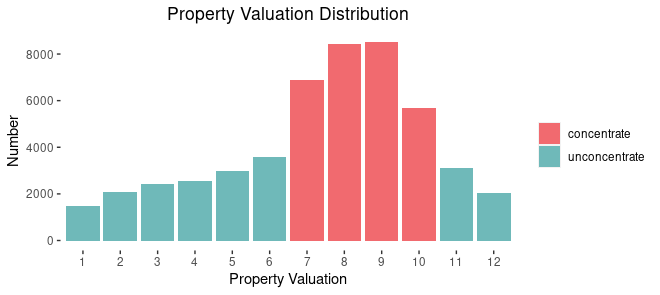 Property Valuation Distribution
Number
8000
6000
4000
2000
0
1 2 3 4 5 6 7 8 9 10 11 12
Property Valuation
concentrate
unconcentrate